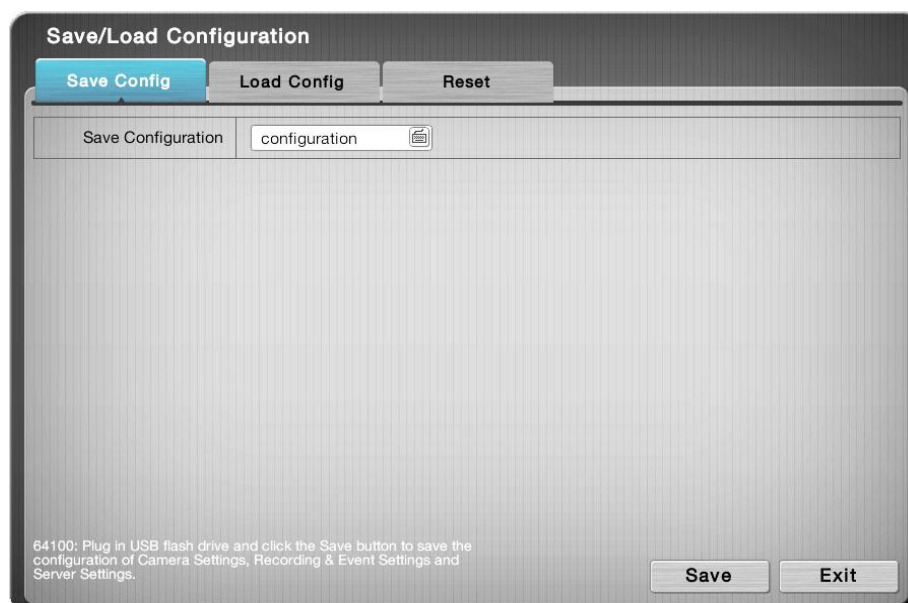 Save/Load Configuration
Save Config
Load Config
Reset
Save Configuration
configuration
64100: Plug in USB flash drive and click the Save button to save the
configuration of Camera Settings, Recording & Event Settings and
Server Settings.
Save
Exit